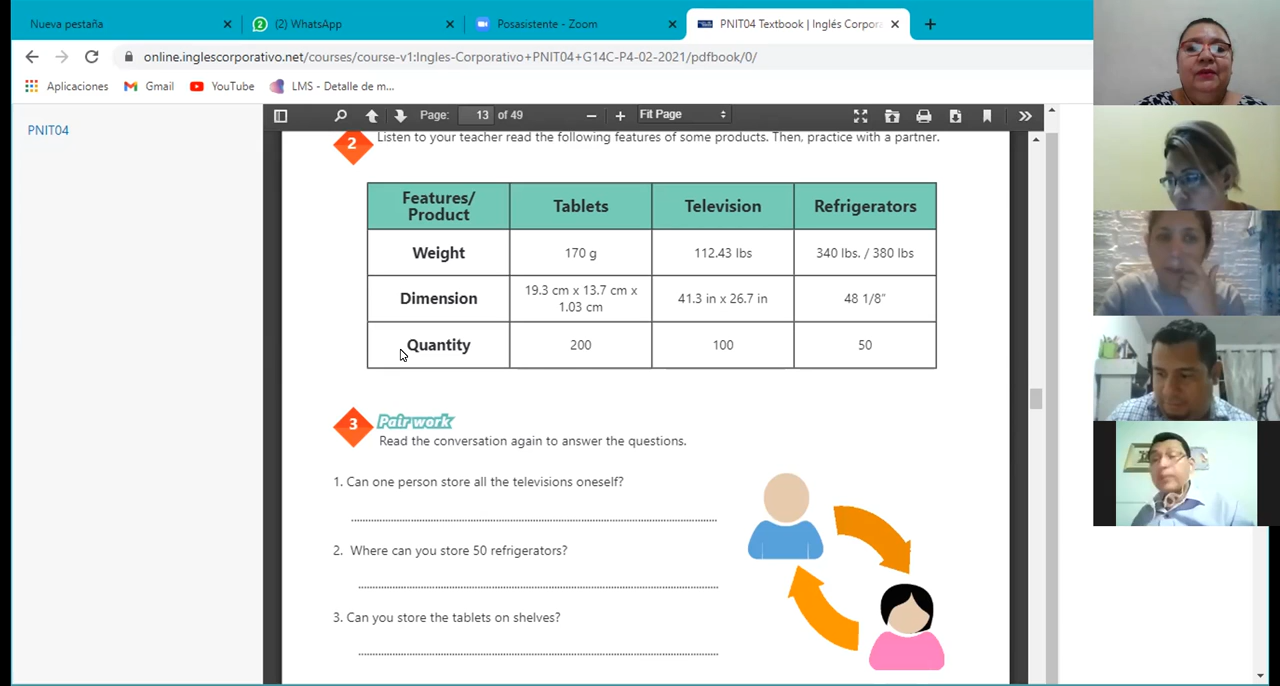 Nueva pestaña
(2) WhatsApp
Posasistente - Zoom
PNIT04 Textbook | Inglés Corpora
online.inglescorporativo.net/courses/course-v1:Ingles-Corporativo+PNIT04+G14C-P4-02-2021/pdfbook/0/
Aplicaciones
Gmail
YouTube
LMS - Detalle de m...
PNIT04
Page: 13 of 49
Fit Page
2
Listen to your teacher read the following features of some products. Then, practice with a partner.
Features/ Product
Tablets
Television
Refrigerators
Weight
170 g
112.43 lbs
340 lbs. / 380 lbs
Dimension
19.3 cm x 13.7 cm x
1.03 cm
41.3 in x 26.7 in
48 1/8"
Quantity
200
100
50
3
Pair work
Read the conversation again to answer the questions.
1. Can one person store all the televisions oneself?
2. Where can you store 50 refrigerators?
3. Can you store the tablets on shelves?